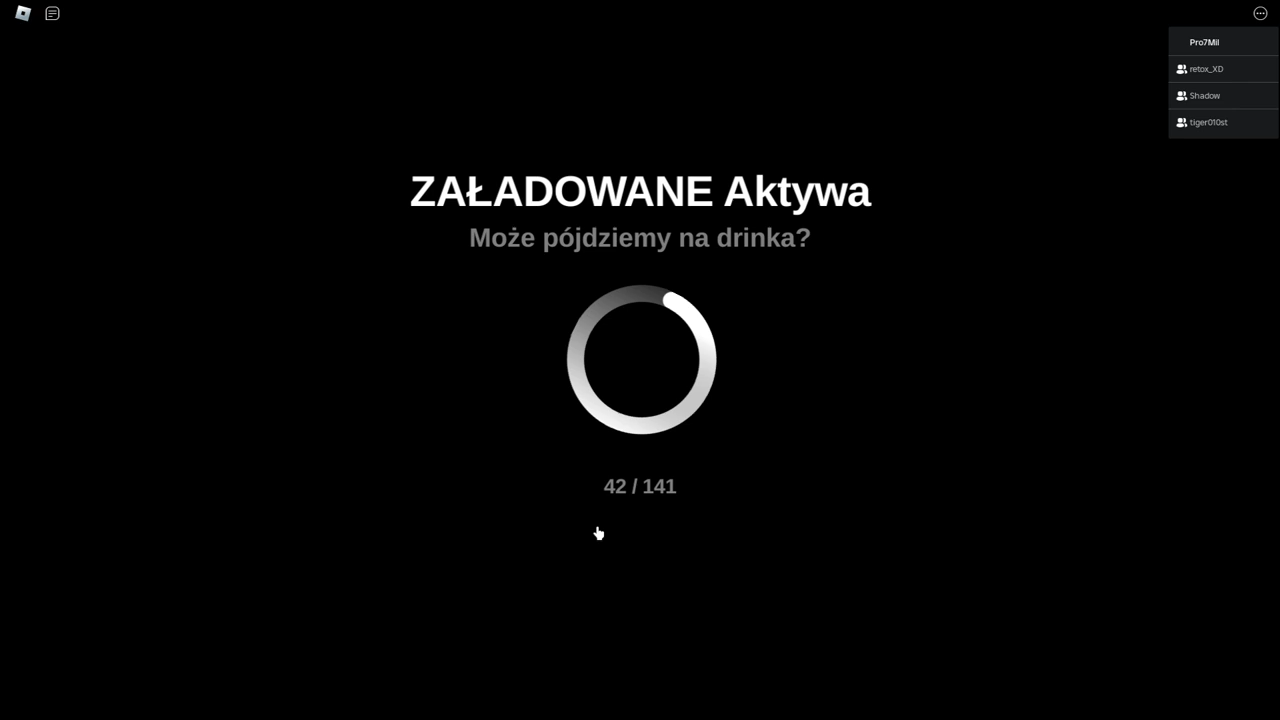 Pro7Mil
retox_XD
Shadow
tiger010st
ZAŁADOWANE Aktywa
Może pójdziemy na drinka?
42 / 141